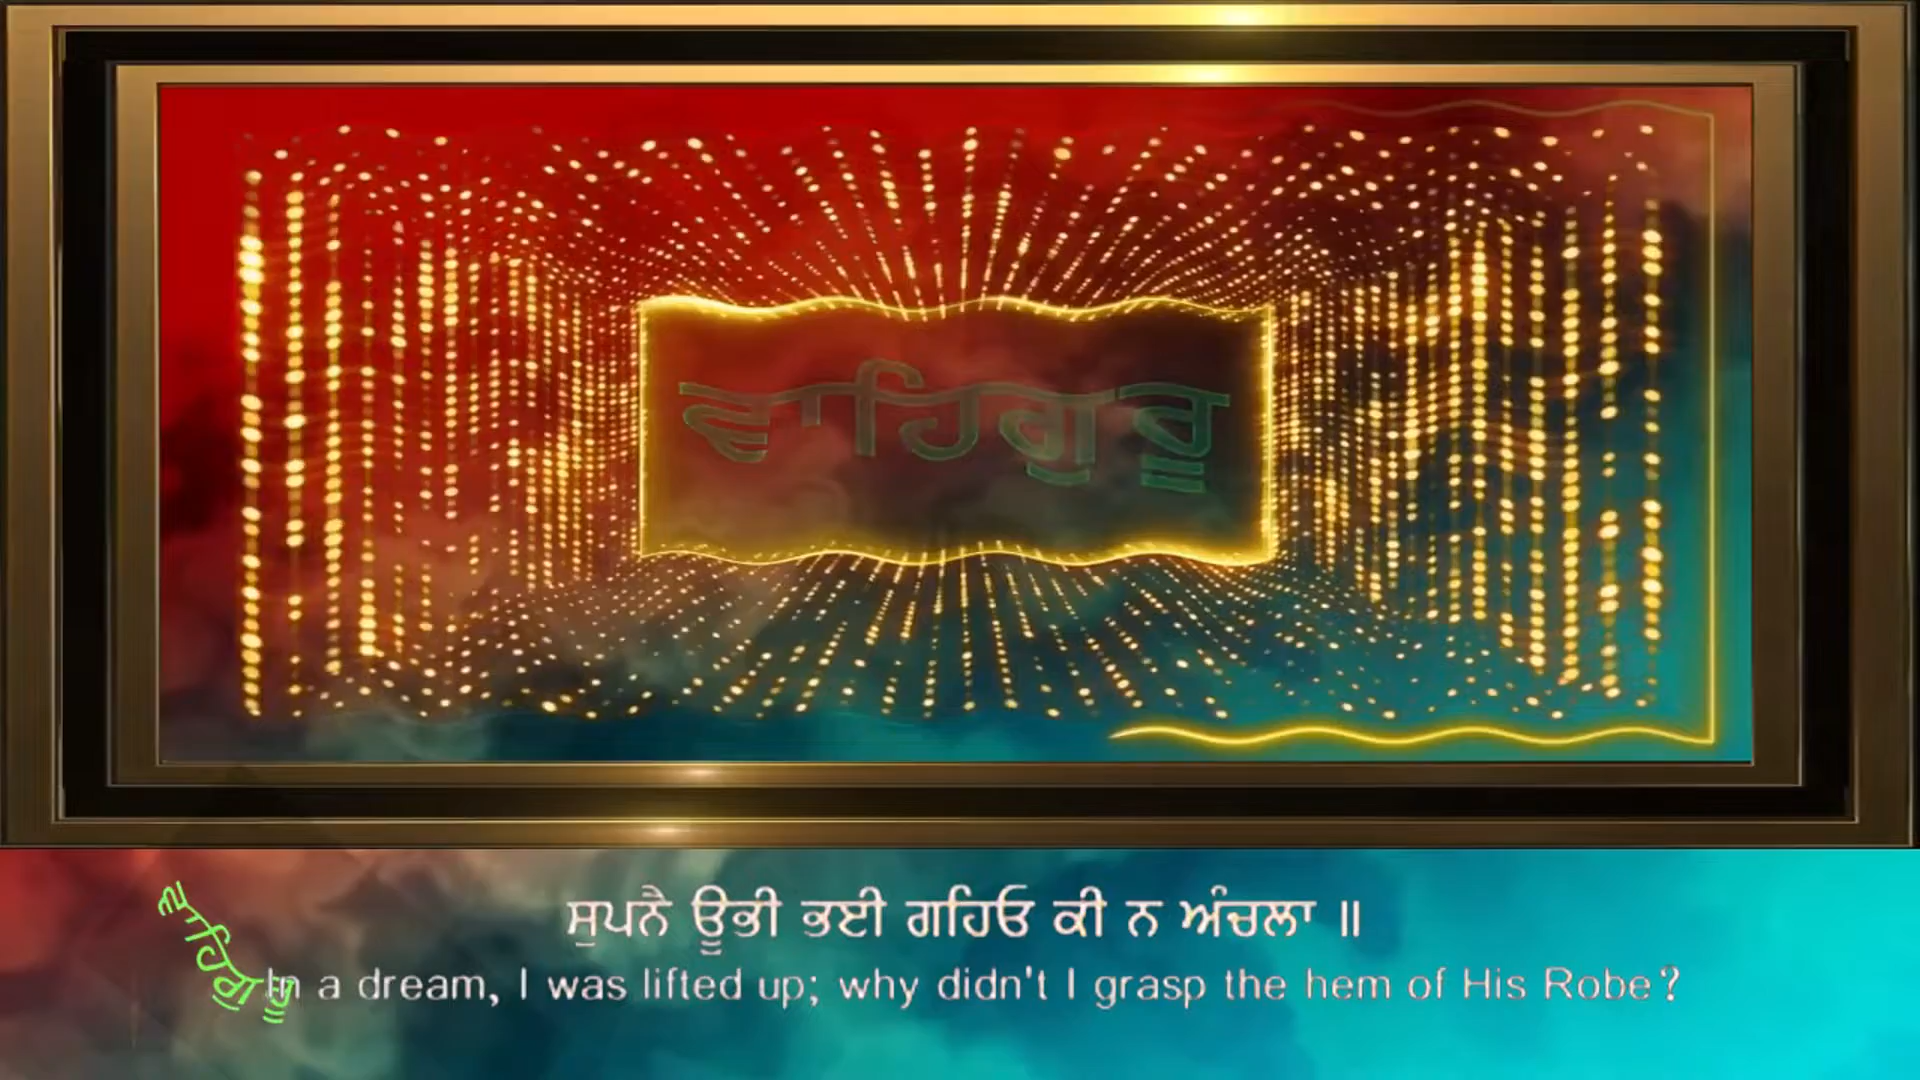 ਵਾਹਿਗੁਰੂ
ਸੁਪਨੈ ਊਭੀ ਭਈ ਗਹਿਓ ਕੀ ਨ ਅੰਚਲਾ ॥
ਵਾਹਿਗੁਰੂ
In a dream, I was lifted up; why didn't I grasp the hem of His Robe?